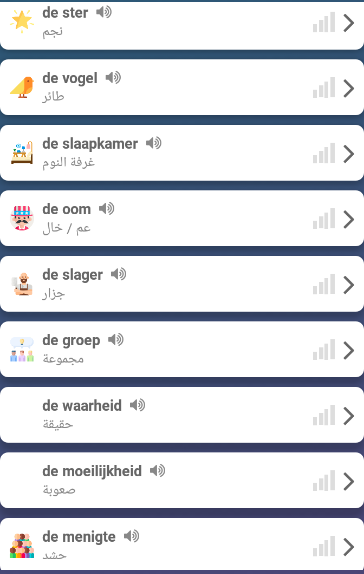 de ster
نجم
de vogel
طائر
de slaapkamer
غرفة النوم
de oom
عم / خال
de slager
جزار
de groep
مجموعة
de waarheid
حقيقة
de moeilijkheid
صعوبة
de menigte
حشد